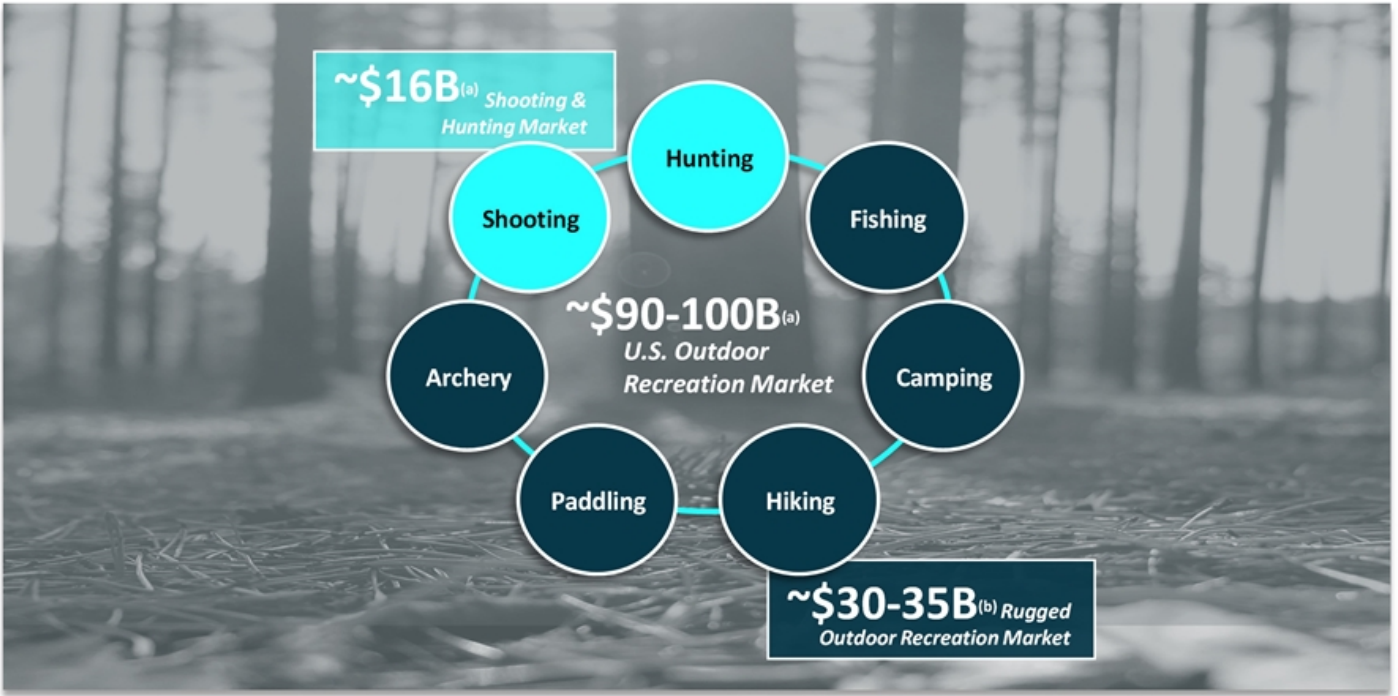 ~$16B(a) Shooting &
Hunting Market
Hunting
Shooting
Fishing
~$90-100B(a)
U.S. Outdoor
Recreation Market
Archery
Camping
Paddling
Hiking
~$30-35B(b) Rugged
Outdoor Recreation Market